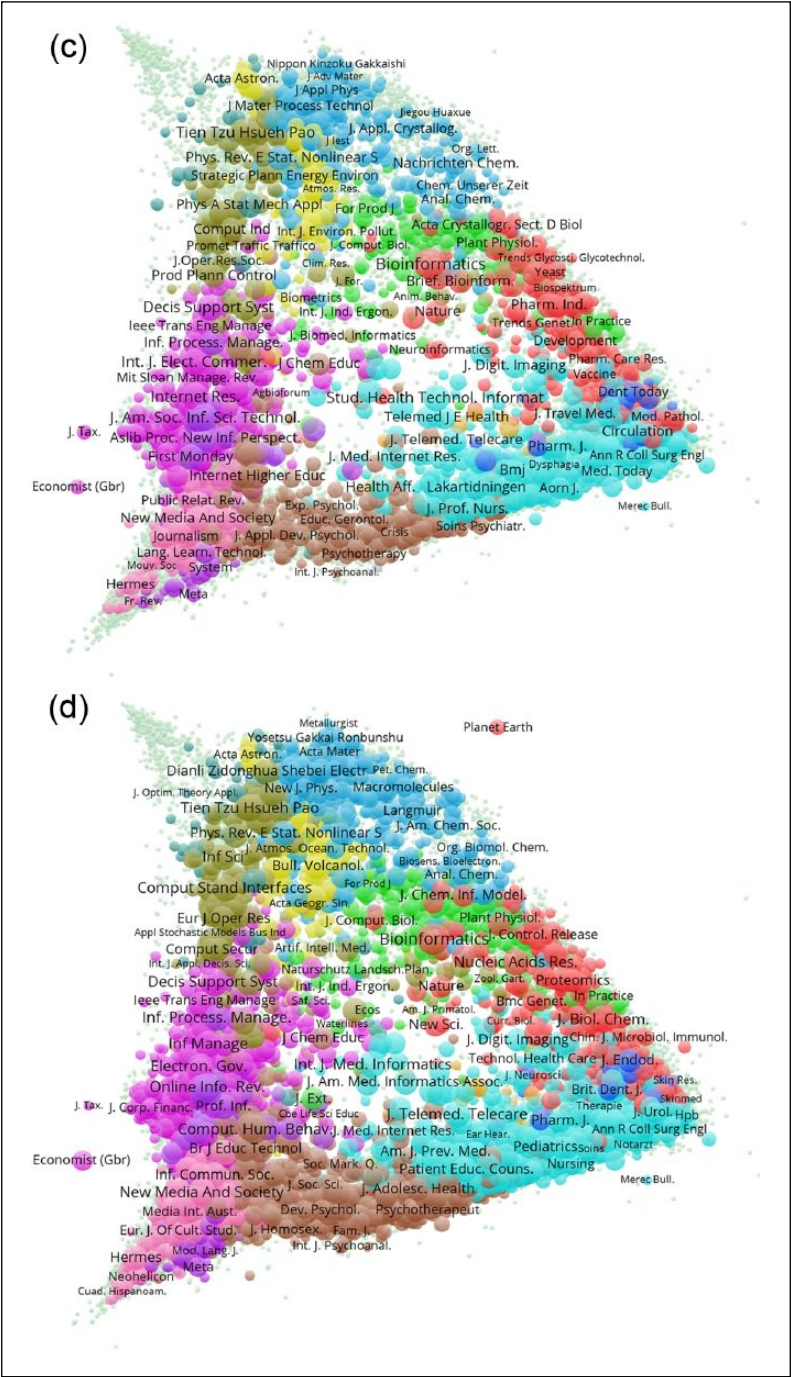 (c)
Nippon Kinzoku Gakkaishi
Acta Astron.
J Adv Mater
J Appl Phys
J Mater Process Technol
Jiegou Huaxue
Tien Tzu Hsueh Pao
J. Appl. Crystallog.
J Iest
Org. Lett.
Phys. Rev. E Stat. Nonlinear S
Nachrichten Chem.
Strategic Plann Energy Environ
Atmos. Res.
Chem. Unserer Zeit
Anal. Chem.
Phys A Stat Mech Appl
For Prod J
Acta Crystallogr. Sect. D Biol
Comput Ind
Int. J. Environ. Pollut.
Promet Traffic Traffico
J. Comput. Biol.
Plant Physiol.
J.Oper.Res.Soc.
Clim. Res.
Bioinformatics
Trends Glycosci. Glycotechnol.
Prod Plann Control
J. For.
Brief. Bioinform.
Yeast
Biospektrum
Biometrics
Anim. Behav.
Decis Support Syst
Int. J. Ind. Ergon.
Nature
Pharm. Ind.
Ieee Trans Eng Manage
Trends Genet.
In Practice
Inf. Process. Manage.
J. Biomed. Informatics
Development
Neuroinformatics
Int. J. Elect. Commer.
J Chem Educ
J. Digit. Imaging
Pharm. Care Res.
Mit Sloan Manage. Rev.
Vaccine
Internet Res.
Agbioforum
Stud. Health Technol. Informat
Dent Today
J. Am. Soc. Inf. Sci. Technol.
Telemed J E Health
J. Travel Med.
Mod. Pathol.
J. Tax.
Aslib Proc. New Inf. Perspect.
J. Telemed. Telecare
Pharm. J.
Circulation
First Monday
J. Med. Internet Res.
Bmj
Dysphagia
Ann R Coll Surg Engl
Med. Today
Economist (Gbr)
Internet Higher Educ
Health Aff.
Lakartidningen
Aorn J.
Public Relat. Rev.
Exp. Psychol.
J. Prof. Nurs.
Merec Bull.
New Media And Society
Educ. Gerontol.
Soins Psychiatr.
Journalism
J. Appl. Dev. Psychol.
Crisis
Lang. Learn. Technol.
Psychotherapy
Mouv. Soc
System
Int. J. Psychoanal.
Hermes
Fr. Rev.
Meta
(d)
Metallurgist
Planet Earth
Yosetsu Gakkai Ronbunshu
Acta Astron.
Acta Mater
Dianli Zidonghua Shebei Electr
Pet. Chem.
J. Optim. Theory Appl.
New J. Phys.
Macromolecules
Tien Tzu Hsueh Pao
Langmuir
Phys. Rev. E Stat. Nonlinear S
J. Am. Chem. Soc.
Inf Sci
J. Atmos. Ocean. Technol.
Org. Biomol. Chem.
Bull. Volcanol.
Biosens. Bioelectron.
Anal. Chem.
Comput Stand Interfaces
For Prod J
J. Chem. Inf. Model.
Acta Geogr. Sin.
Eur J Oper Res
J. Comput. Biol.
Plant Physiol.
Appl Stochastic Models Bus Ind
Bioinformatics
J. Control. Release
Comput Secur
Artif. Intell. Med.
Int. J. Appl. Decis. Sci.
Naturschutz Landsch.Plan.
Nucleic Acids Res.
Decis Support Syst
Int. J. Ind. Ergon.
Nature
Zool. Gart.
Proteomics
Ieee Trans Eng Manage
Saf. Sci.
Ecos
Am. J. Primatol.
Bmc Genet.
In Practice
Inf. Process. Manage.
Waterlines
New Sci.
Curr. Biol.
J. Biol. Chem.
Inf Manage
J Chem Educ
J. Digit. Imaging
Chin. J. Microbiol. Immunol.
Electron. Gov.
Int. J. Med. Informatics
Technol. Health Care
J. Endod.
Online Info. Rev.
J. Am. Med. Informatics Assoc.
J. Neurosci.
Brit. Dent. J.
Skin Res.
J. Tax.
J. Corp. Financ.
Prof. Inf.
J. Ext.
Therapie
Skinmed
Cbe Life Sci Educ
J. Telemed. Telecare
Pharm. J.
J. Urol.
Hpb
Comput. Hum. Behav.
J. Med. Internet Res.
Ear Hear.
Ann R Coll Surg Engl
Economist (Gbr)
Br J Educ Technol
Am. J. Prev. Med.
Pediatrics
Soins
Notarzt
Soc. Mark. Q.
Patient Educ. Couns.
Nursing
Inf. Commun. Soc.
Merec Bull.
New Media And Society
J. Soc. Sci.
J. Adolesc. Health
Media Int. Aust.
Dev. Psychol.
Psychotherapeut
Eur. J. Of Cult. Stud.
J. Homosex.
Fam. J.
Mod. Lang. J.
Int. J. Psychoanal.
Hermes
Meta
Neohelicon
Cuad. Hispanoam.